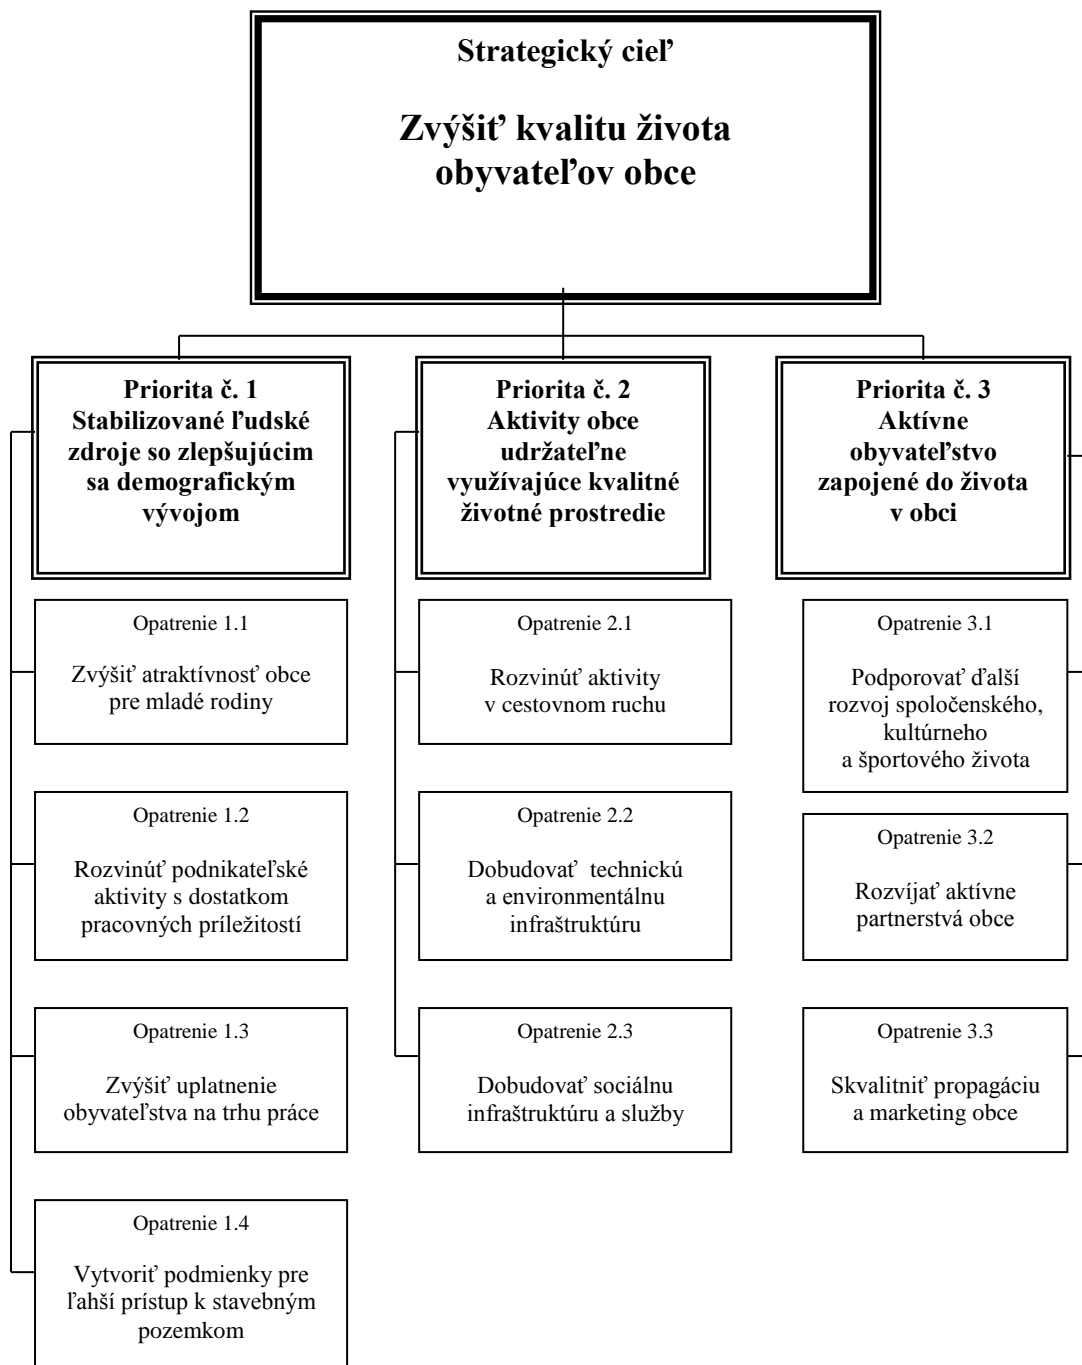 Strategický cieľ
Zvýšiť kvalitu života
obyvateľov obce
Priorita č. 1
Stabilizované ľudské
zdroje so zlepšujúcim
sa demografickým
vývojom
Opatrenie 1.1
Zvýšiť atraktívnosť obce
pre mladé rodiny
Opatrenie 1.2
Rozvinúť podnikateľské
aktivity s dostatkom
pracovných príležitostí
Opatrenie 1.3
Zvýšiť uplatnenie
obyvateľstva na trhu práce
Opatrenie 1.4
Vytvoriť podmienky pre
ľahší prístup k stavebným
pozemkom
Priorita č. 2
Aktivity obce
udržateľne
využívajúce kvalitné
životné prostredie
Opatrenie 2.1
Rozvinúť aktivity
v cestovnom ruchu
Opatrenie 2.2
Dobudovať technickú
a environmentálnu
infraštruktúru
Opatrenie 2.3
Dobudovať sociálnu
infraštruktúru a služby
Priorita č. 3
Aktívne
obyvateľstvo
zapojené do života
v obci
Opatrenie 3.1
Podporovať ďalší
rozvoj spoločenského,
kultúrneho
a športového života
Opatrenie 3.2
Rozvíjať aktívne
partnerstvá obce
Opatrenie 3.3
Skvalitniť propagáciu
a marketing obce